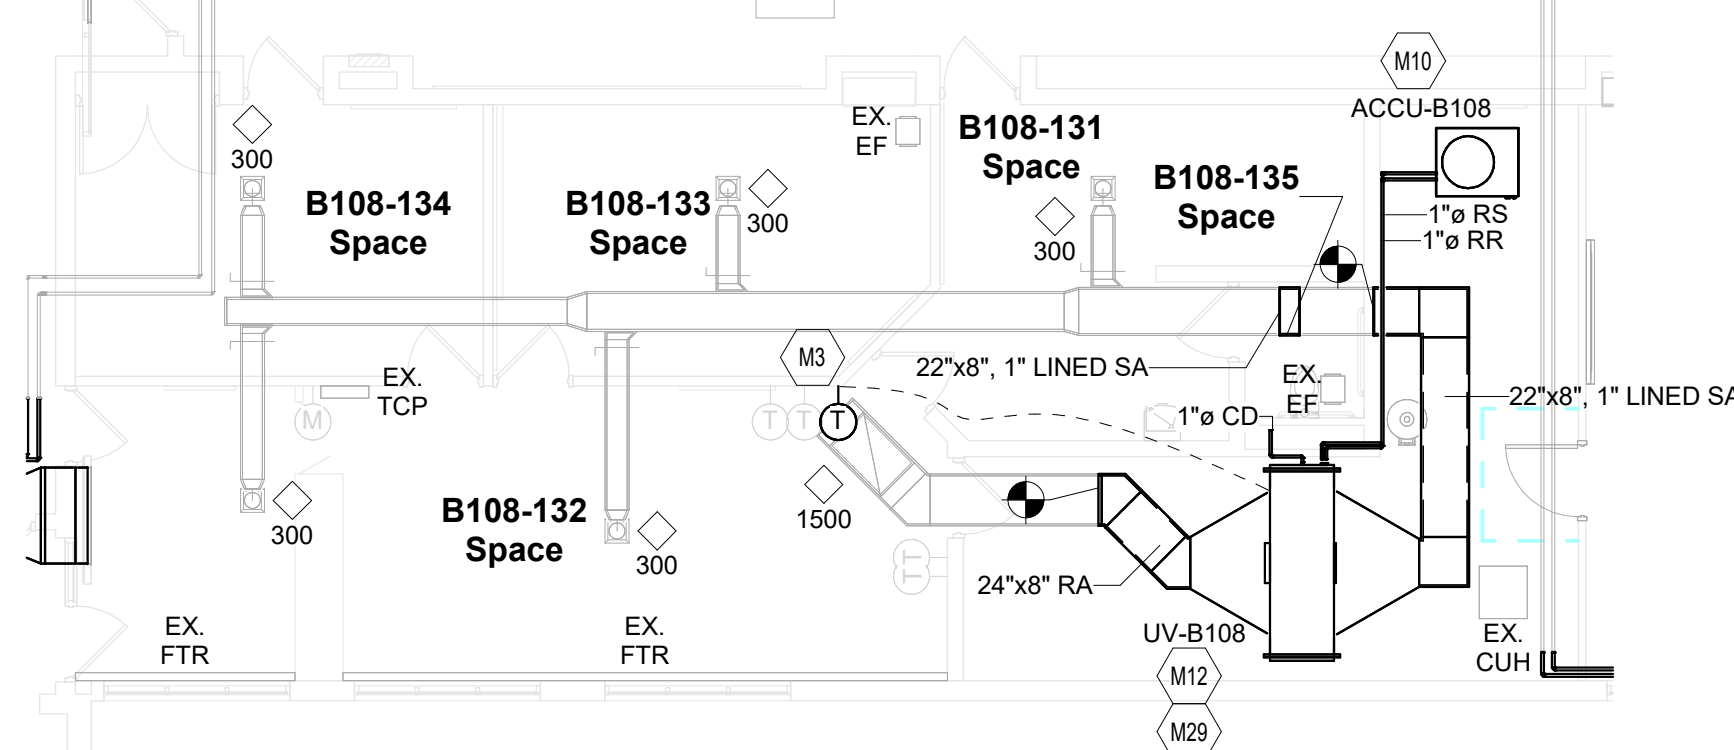 M10
ACCU-B108
EX.
EF
B108-131
Space
300
B108-134
Space
B108-133
Space
300
B108-135
Space
300
1"ø RS
1"ø RR
M3
22"x8", 1" LINED SA
EX.
EF
22"x8", 1" LINED SA
EX.
TCP
M
T
T
T
1"ø CD
B108-132
Space
300
300
1500
T
T
24"x8" RA
UV-B108
EX.
FTR
EX.
FTR
EX.
CUH
M12
M29